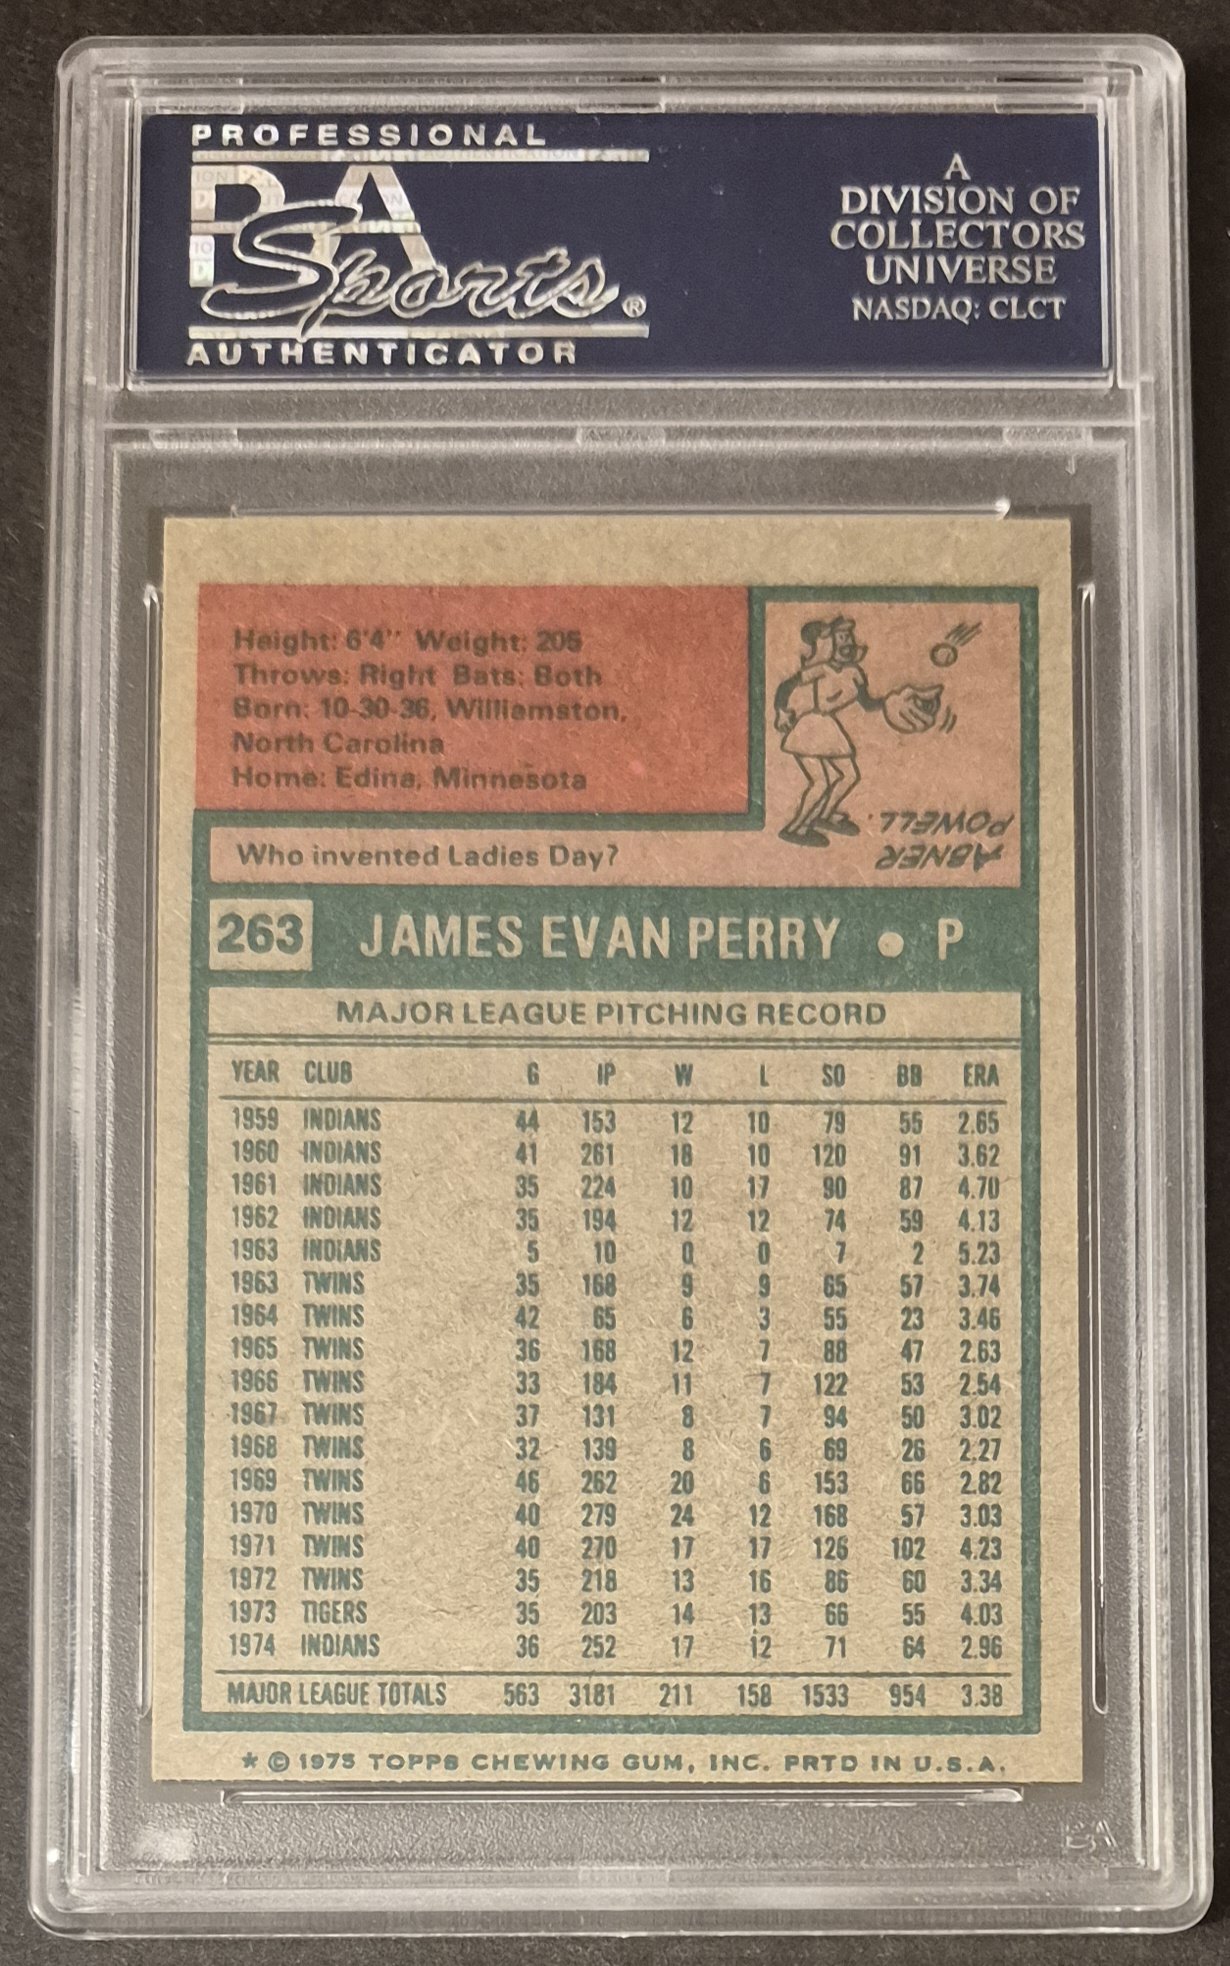 PROFESSIONAL
PSA
Sports®
AUTHENTICATOR
A
DIVISION OF
COLLECTORS
UNIVERSE
NASDAQ: CLCT
Height: 6'4" Weight: 205
Throws: Right Bats: Both
Born: 10-30-36, Williamston,
North Carolina
Home: Edina, Minnesota
Who invented Ladies Day?
ABNER
POWELL.
263 JAMES EVAN PERRY • P
MAJOR LEAGUE PITCHING RECORD
YEAR CLUB G IP W L SO BB ERA
1959 INDIANS 44 153 12 10 79 55 2.65
1960 INDIANS 41 261 18 10 120 91 3.62
1961 INDIANS 35 224 10 17 90 87 4.70
1962 INDIANS 35 194 12 12 74 59 4.13
1963 INDIANS 5 10 0 0 7 2 5.23
1963 TWINS 35 168 9 9 65 57 3.74
1964 TWINS 42 65 6 3 55 23 3.46
1965 TWINS 36 168 12 7 88 47 2.63
1966 TWINS 33 184 11 7 122 53 2.54
1967 TWINS 37 131 8 7 94 50 3.02
1968 TWINS 32 139 8 6 69 26 2.27
1969 TWINS 46 262 20 6 153 66 2.82
1970 TWINS 40 279 24 12 168 57 3.03
1971 TWINS 40 270 17 17 126 102 4.23
1972 TWINS 35 218 13 16 86 60 3.34
1973 TIGERS 35 203 14 13 66 55 4.03
1974 INDIANS 36 252 17 12 71 64 2.96
MAJOR LEAGUE TOTALS 563 3181 211 158 1533 954 3.38
* © 1975 TOPPS CHEWING GUM, INC. PRTD IN U.S.A.
PSA